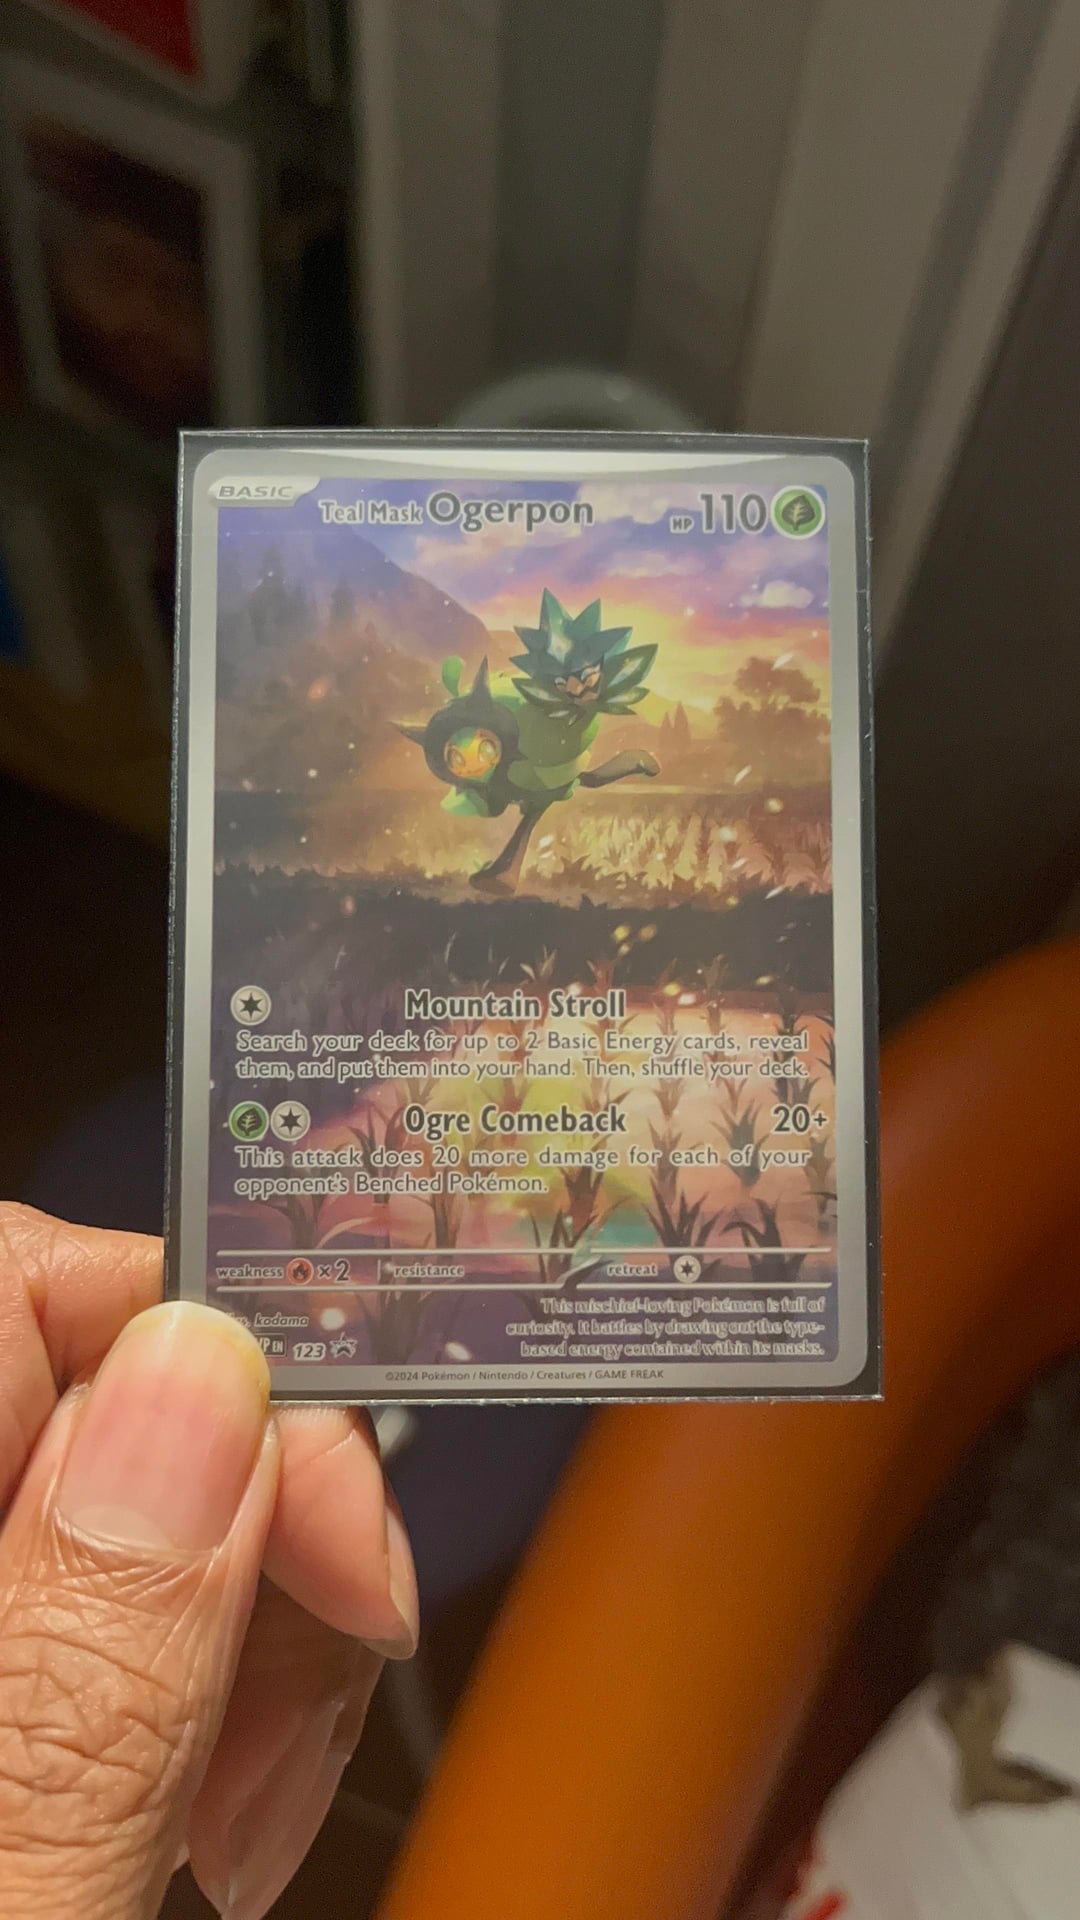 BASIC
Teal Mask Ogerpon HP 110
Mountain Stroll
Search your deck for up to 2 Basic Energy cards, reveal
them, and put them into your hand. Then, shuffle your deck.
Ogre Comeback 20+
This attack does 20 more damage for each of your
opponent's Benched Pokémon.
weakness ×2 resistance retreat
kodama
This mischief-loving Pokémon is full of
curiosity. It battles by drawing out the type-
based energy contained within its masks.
EN 123
©2024 Pokémon / Nintendo / Creatures / GAME FREAK